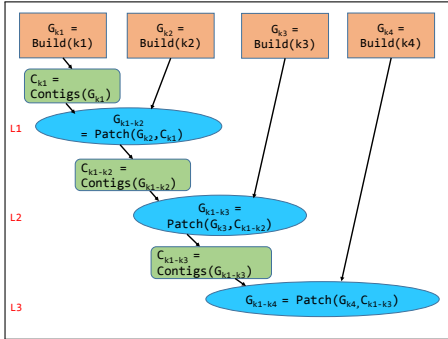 G_k1 =
Build(k1)
G_k2 =
Build(k2)
G_k3 =
Build(k3)
G_k4 =
Build(k4)
C_k1 =
Contigs(G_k1)
L1
G_k1-k2
= Patch(G_k2,C_k1)
C_k1-k2 =
Contigs(G_k1-k2)
L2
G_k1-k3 =
Patch(G_k3,C_k1-k2)
C_k1-k3=
Contigs(G_k1-k3)
L3
G_k1-k4 = Patch(G_k4,C_k1-k3)